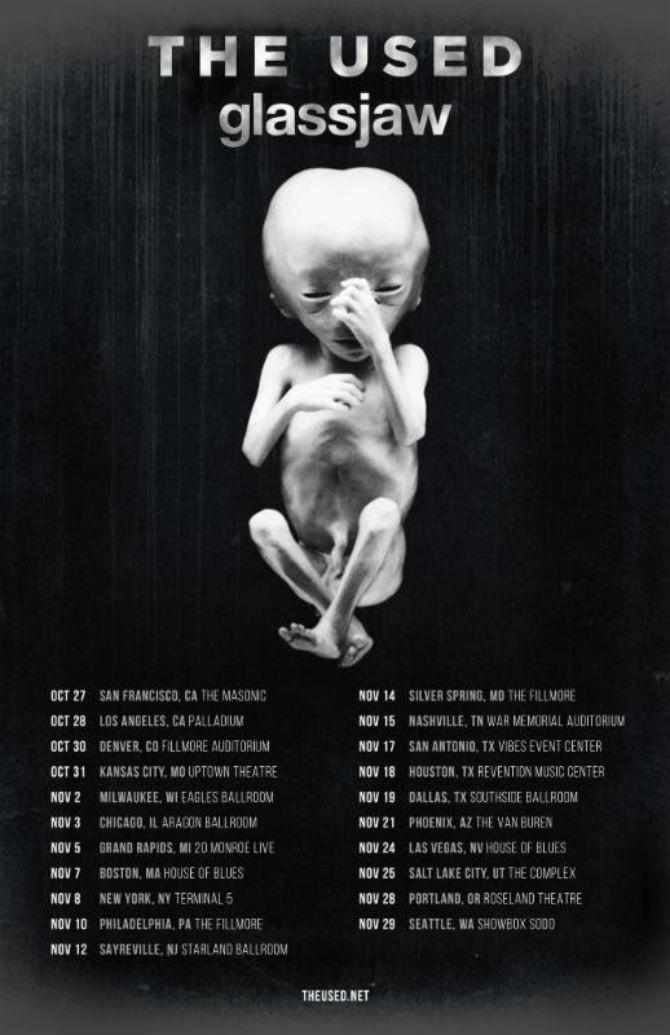 THE USED
glassjaw
OCT 27 SAN FRANCISCO, CA THE MASONIC
OCT 28 LOS ANGELES, CA PALLADIUM
OCT 30 DENVER, CO FILLMORE AUDITORIUM
OCT 31 KANSAS CITY, MO UPTOWN THEATRE
NOV 2 MILWAUKEE, WI EAGLES BALLROOM
NOV 3 CHICAGO, IL ARAGON BALLROOM
NOV 5 GRAND RAPIDS, MI 20 MONROE LIVE
NOV 7 BOSTON, MA HOUSE OF BLUES
NOV 8 NEW YORK, NY TERMINAL 5
NOV 10 PHILADELPHIA, PA THE FILLMORE
NOV 12 SAYREVILLE, NJ STARLAND BALLROOM
NOV 14 SILVER SPRING, MD THE FILLMORE
NOV 15 NASHVILLE, TN WAR MEMORIAL AUDITORIUM
NOV 17 SAN ANTONIO, TX VIBES EVENT CENTER
NOV 18 HOUSTON, TX REVENTION MUSIC CENTER
NOV 19 DALLAS, TX SOUTHSIDE BALLROOM
NOV 21 PHOENIX, AZ THE VAN BUREN
NOV 24 LAS VEGAS, NV HOUSE OF BLUES
NOV 25 SALT LAKE CITY, UT THE COMPLEX
NOV 28 PORTLAND, OR ROSELAND THEATRE
NOV 29 SEATTLE, WA SHOWBOX SODO
THEUSED.NET